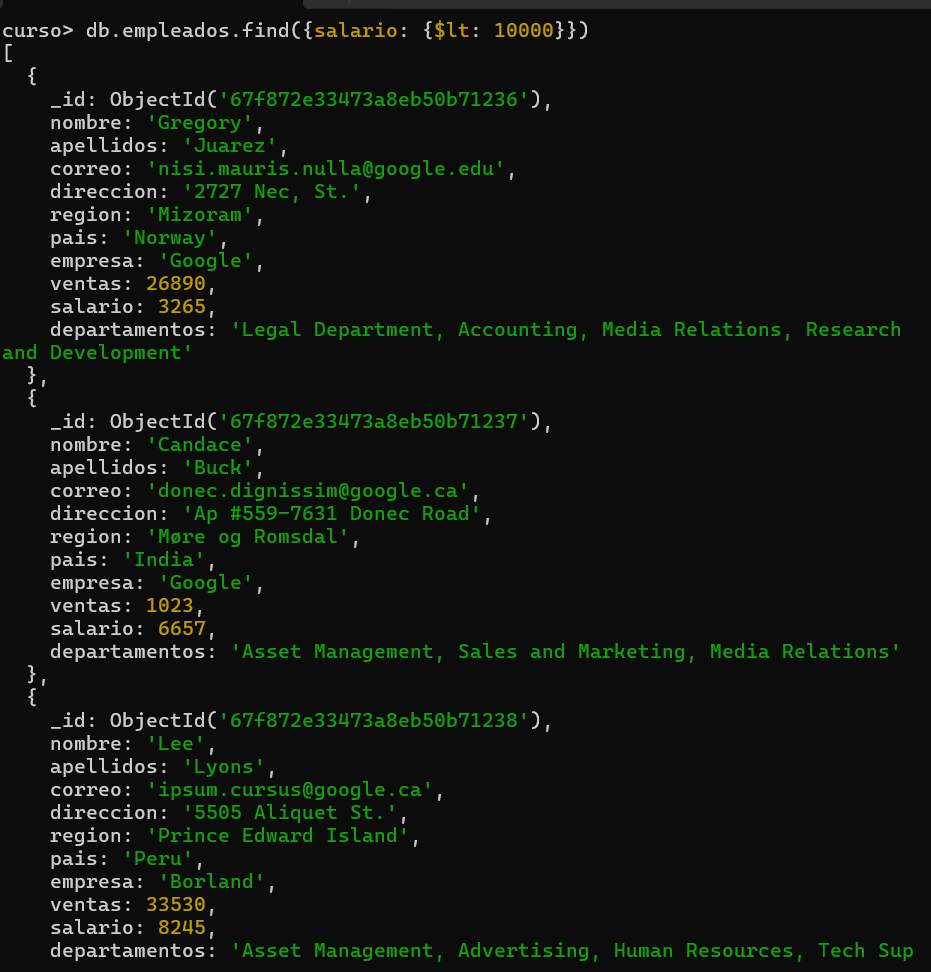 curso> db.empleados.find({salario: {$lt: 10000}})
[
  {
    _id: ObjectId('67f872e33473a8eb50b71236'),
    nombre: 'Gregory',
    apellidos: 'Juarez',
    correo: 'nisi.mauris.nulla@google.edu',
    direccion: '2727 Nec, St.',
    region: 'Mizoram',
    pais: 'Norway',
    empresa: 'Google',
    ventas: 26890,
    salario: 3265,
    departamentos: 'Legal Department, Accounting, Media Relations, Research
and Development'
  },
  {
    _id: ObjectId('67f872e33473a8eb50b71237'),
    nombre: 'Candace',
    apellidos: 'Buck',
    correo: 'donec.dignissim@google.ca',
    direccion: 'Ap #559-7631 Donec Road',
    region: 'Møre og Romsdal',
    pais: 'India',
    empresa: 'Google',
    ventas: 1023,
    salario: 6657,
    departamentos: 'Asset Management, Sales and Marketing, Media Relations'
  },
  {
    _id: ObjectId('67f872e33473a8eb50b71238'),
    nombre: 'Lee',
    apellidos: 'Lyons',
    correo: 'ipsum.cursus@google.ca',
    direccion: '5505 Aliquet St.',
    region: 'Prince Edward Island',
    pais: 'Peru',
    empresa: 'Borland',
    ventas: 33530,
    salario: 8245,
    departamentos: 'Asset Management, Advertising, Human Resources, Tech Sup